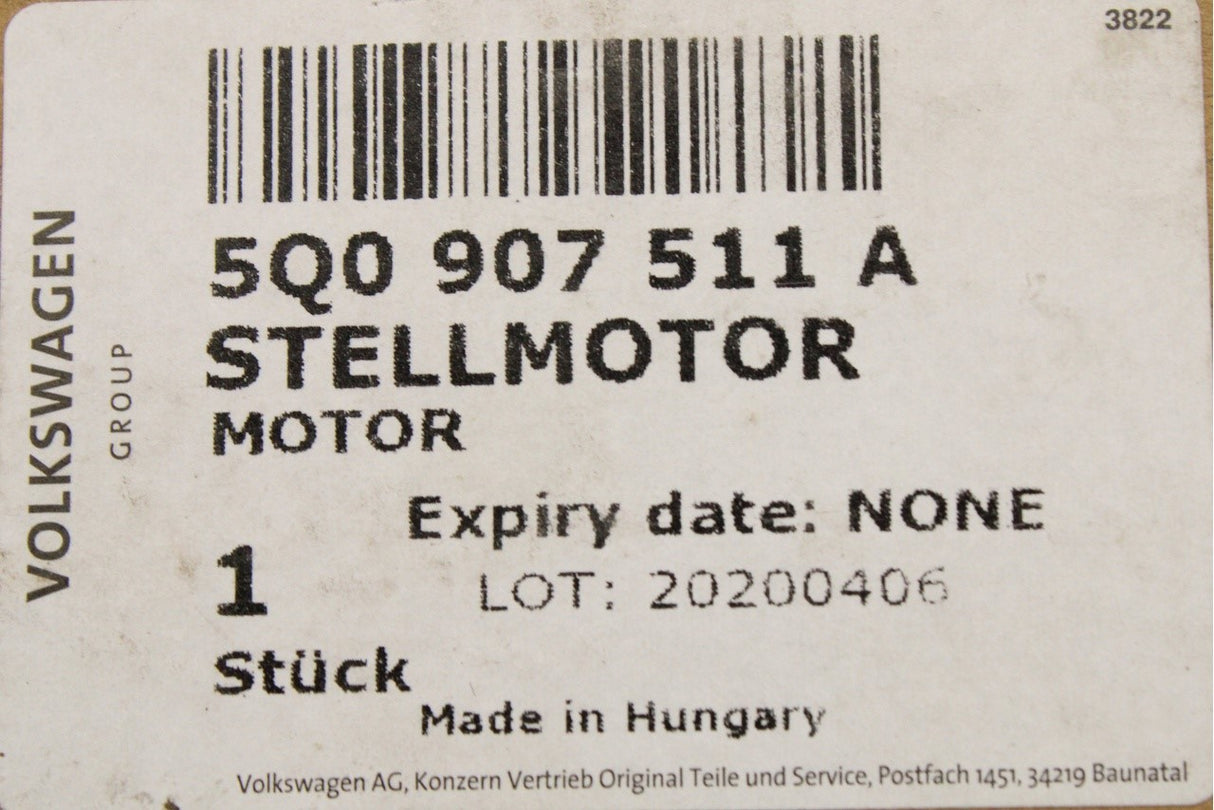 3822
VOLKSWAGEN
GROUP
5Q0 907 511 A
STELLMOTOR
MOTOR
Expiry date: NONE
1
LOT: 20200406
Stück
Made in Hungary
Volkswagen AG, Konzern Vertrieb Original Teile und Service, Postfach 1451, 34219 Baunatal